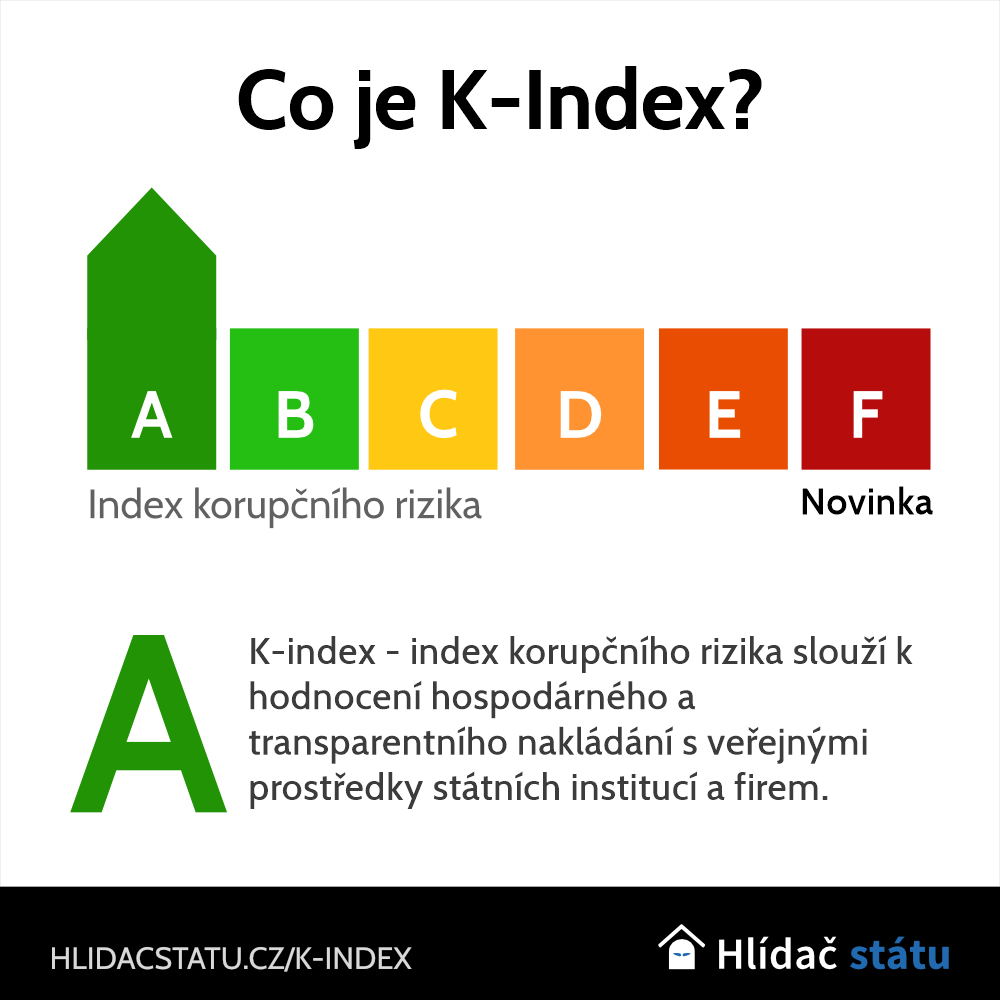 Co je K-Index?
A B C D E F
Index korupčního rizika
Novinka
A
K-index - index korupčního rizika slouží k
hodnocení hospodárného a
transparentního nakládání s veřejnými
prostředky státních institucí a firem.
HLIDACSTATU.CZ/K-INDEX
Hlídač státu